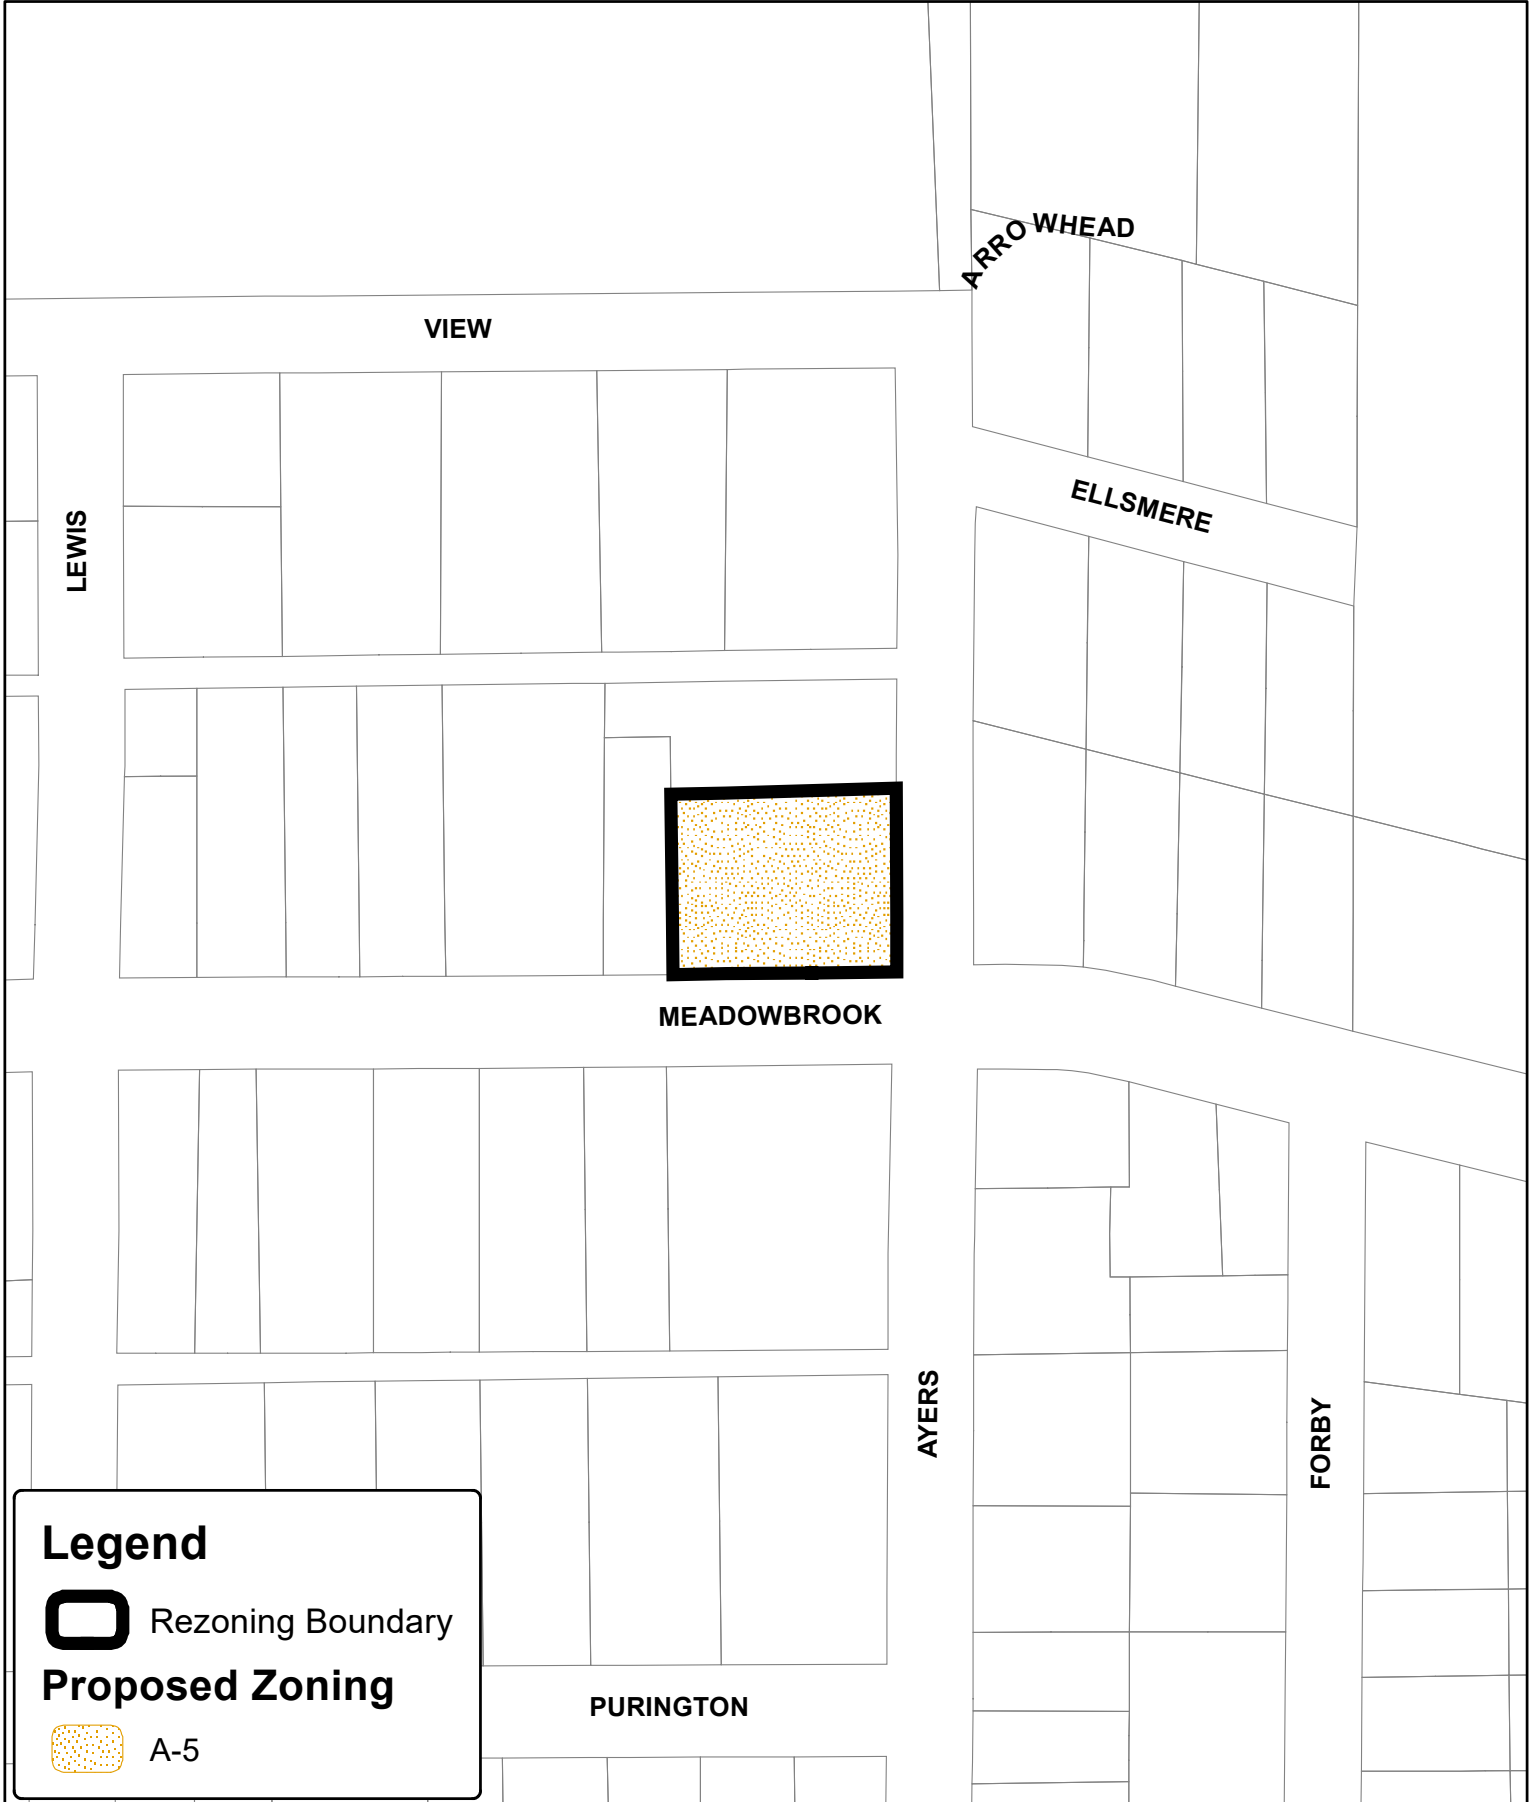 ARROWHEAD
VIEW
ELLSMERE
LEWIS
MEADOWBROOK
AYERS
FORBY
Legend
Rezoning Boundary
Proposed Zoning
A-5
PURINGTON